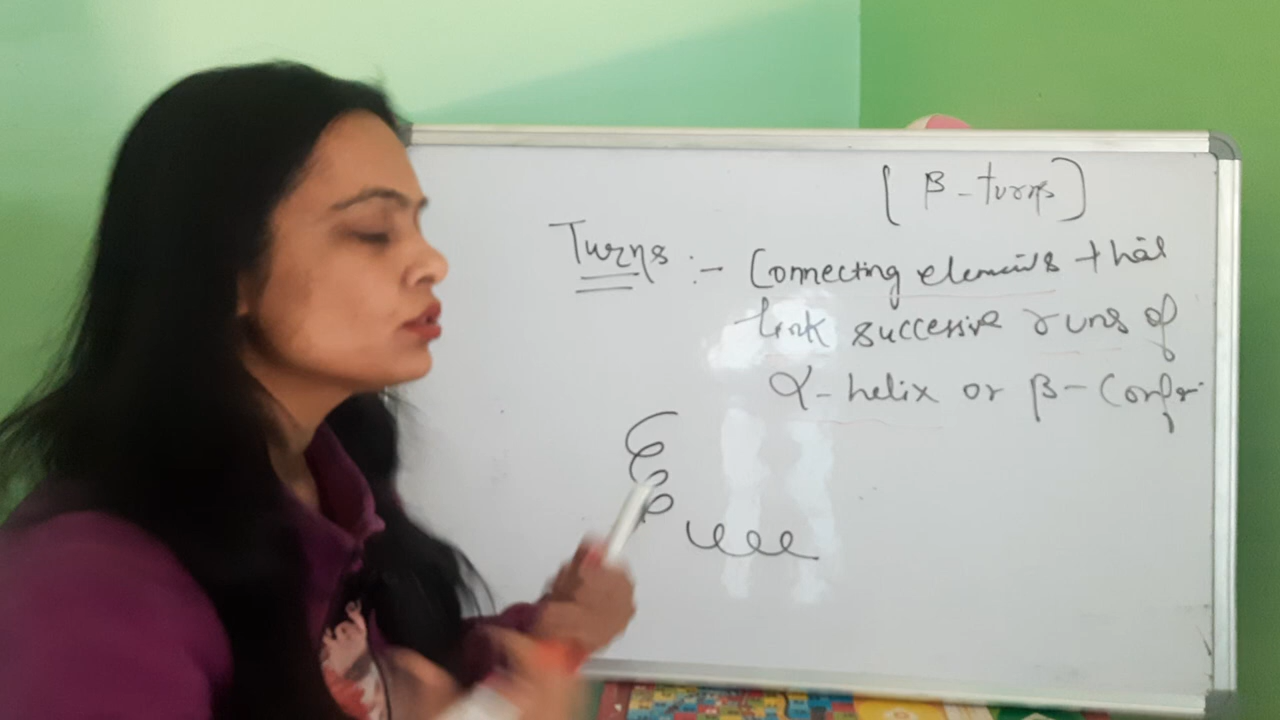 [ β - turns ]
Turns :- Connecting elements that
link successive runs of
α - helix or β - Confor.